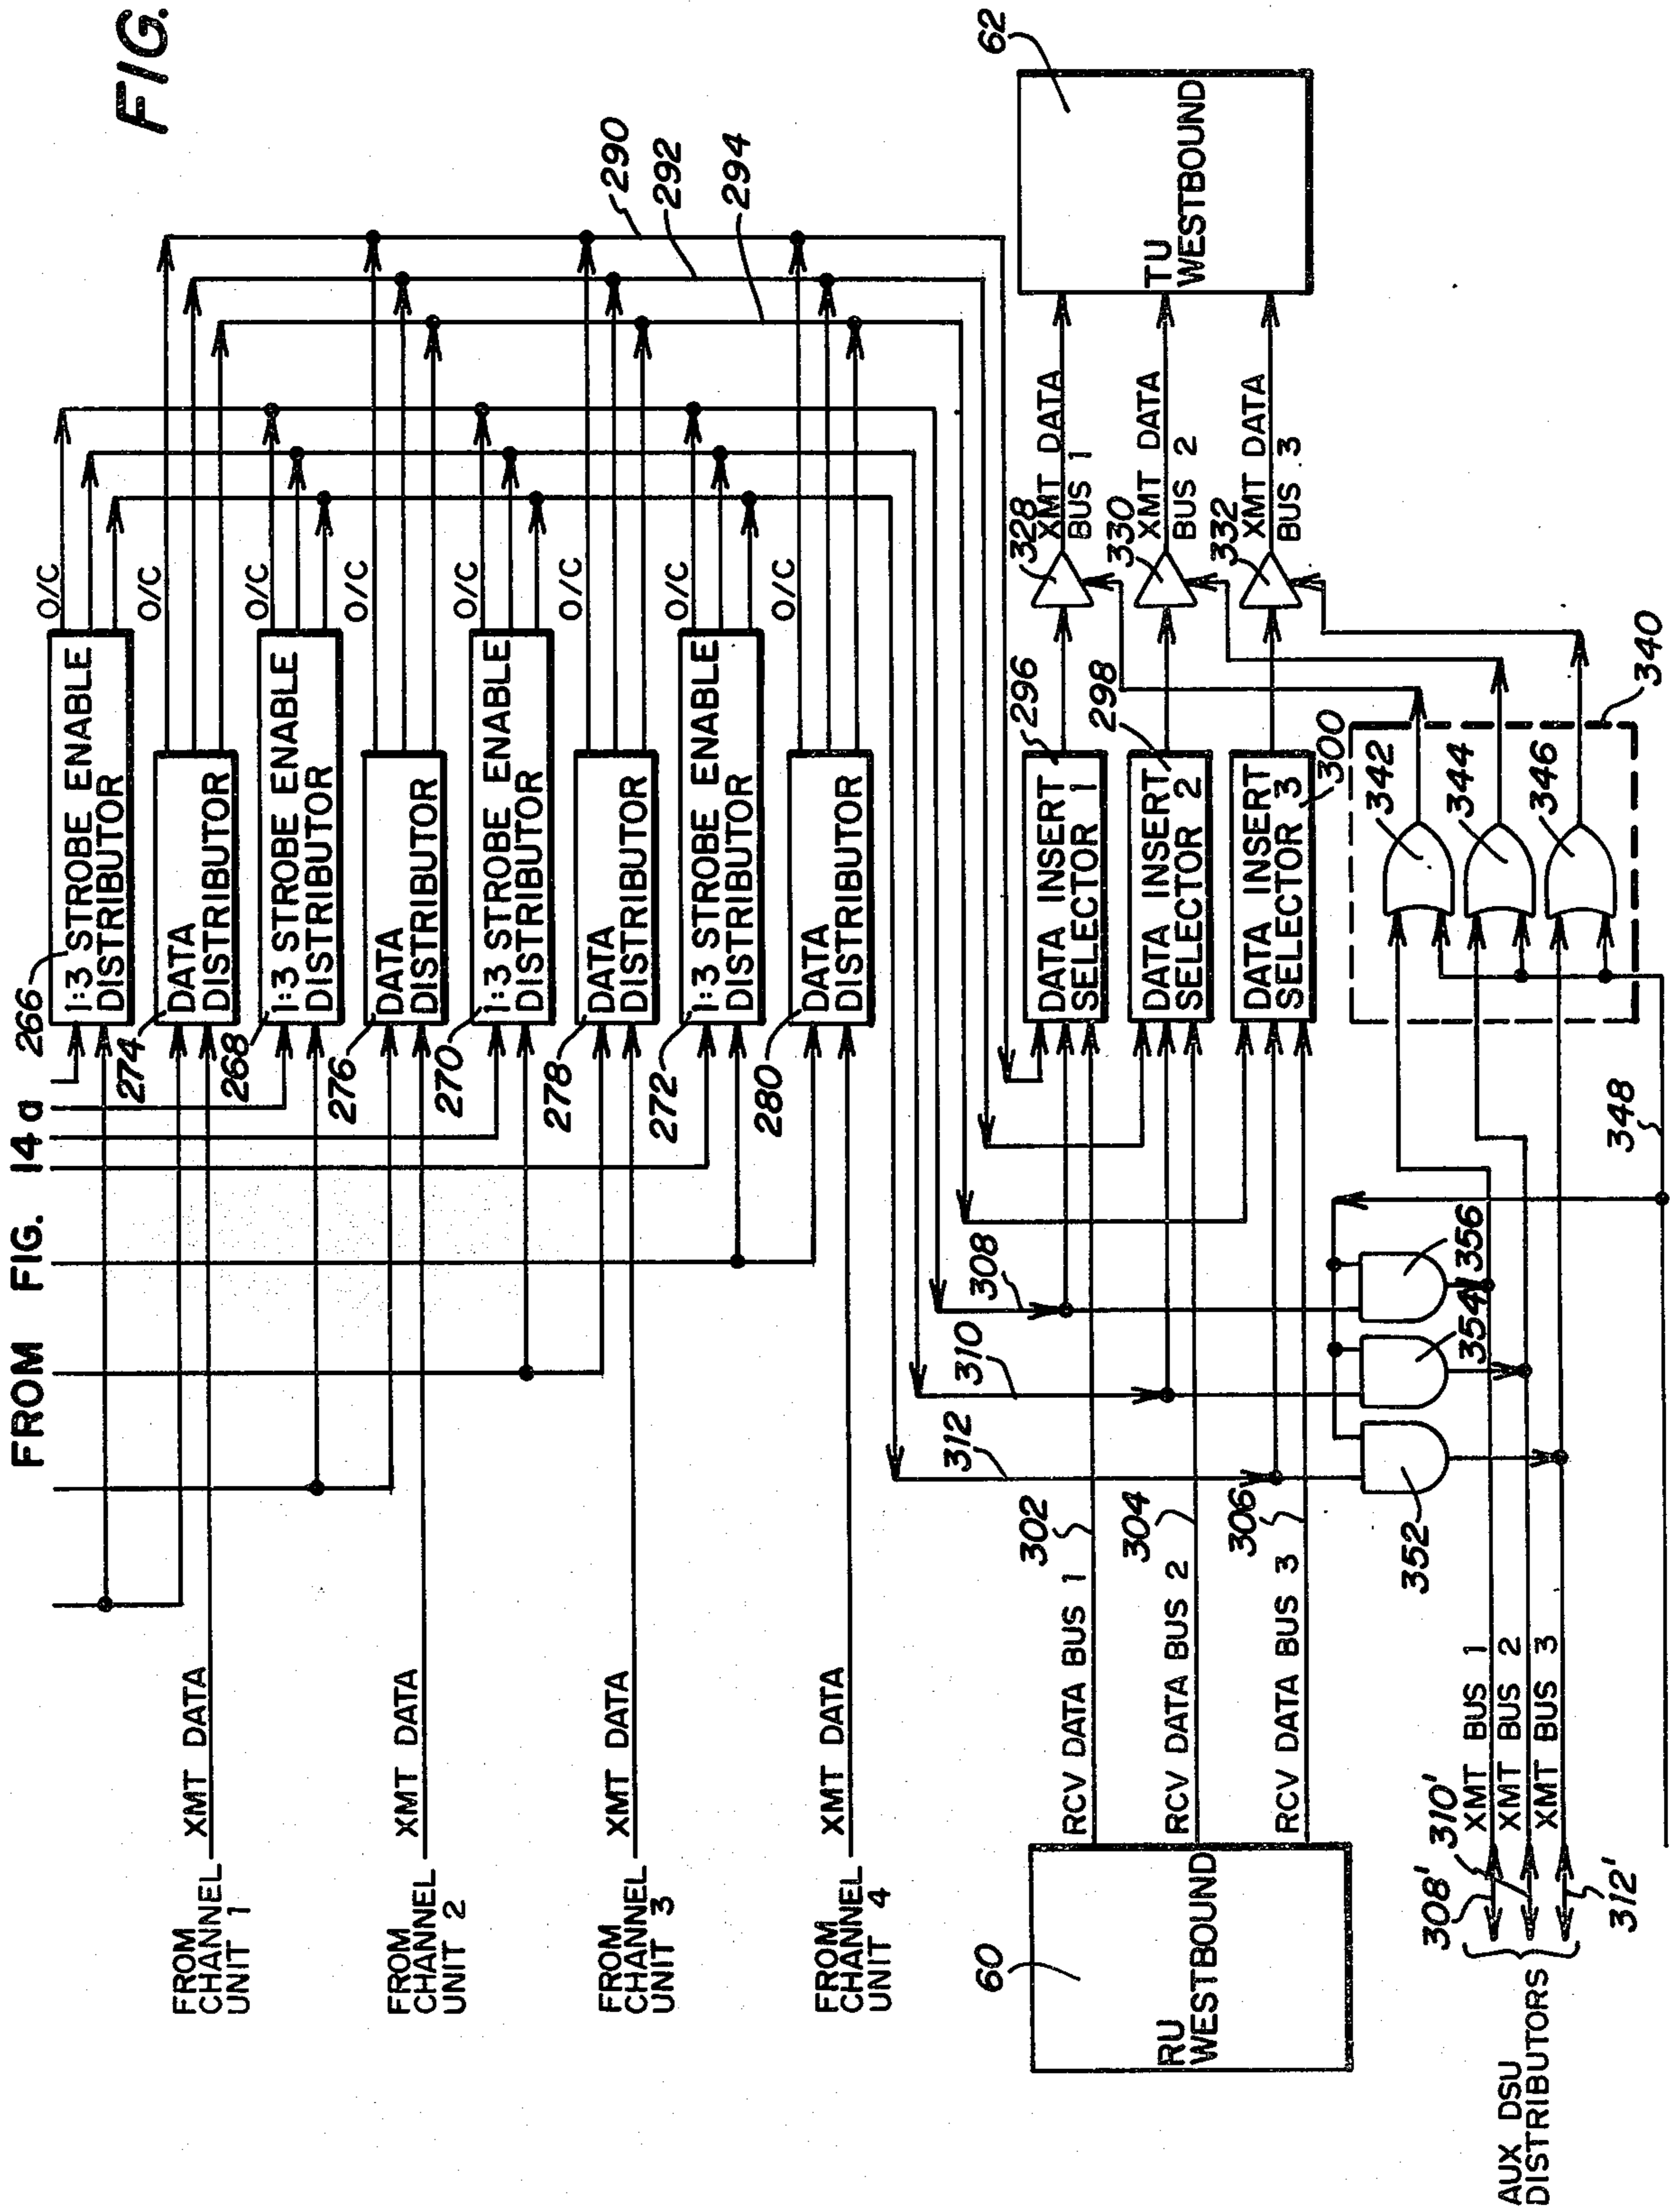 FIG.
FROM FIG. 14a
266
1:3 STROBE ENABLE
DISTRIBUTOR
O/C
274
DATA
DISTRIBUTOR
O/C
268
1:3 STROBE ENABLE
DISTRIBUTOR
O/C
276
DATA
DISTRIBUTOR
O/C
270
1:3 STROBE ENABLE
DISTRIBUTOR
O/C
278
DATA
DISTRIBUTOR
O/C
272
1:3 STROBE ENABLE
DISTRIBUTOR
O/C
280
DATA
DISTRIBUTOR
O/C
290
292
294
FROM
CHANNEL
UNIT 1
XMT DATA
FROM
CHANNEL
UNIT 2
XMT DATA
FROM
CHANNEL
UNIT 3
XMT DATA
FROM
CHANNEL
UNIT 4
XMT DATA
60
RU
WESTBOUND
RCV DATA BUS 1
302
RCV DATA BUS 2
304
RCV DATA BUS 3
306
312
310
308
DATA INSERT
SELECTOR 1
296
DATA INSERT
SELECTOR 2
298
DATA INSERT
SELECTOR 3
300
328
XMT DATA
BUS 1
330
XMT DATA
BUS 2
332
XMT DATA
BUS 3
62
TU
WESTBOUND
352
354
356
342
344
346
340
348
AUX DSU
DISTRIBUTORS
308'
310'
312'
XMT BUS 1
XMT BUS 2
XMT BUS 3